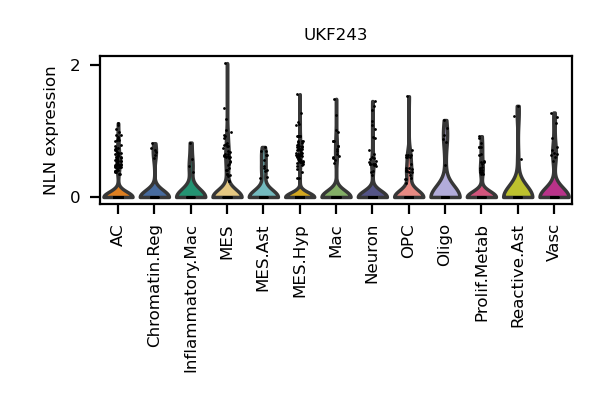 UKF243
NLN expression
2
0
AC
Chromatin.Reg
Inflammatory.Mac
MES
MES.Ast
MES.Hyp
Mac
Neuron
OPC
Oligo
Prolif.Metab
Reactive.Ast
Vasc